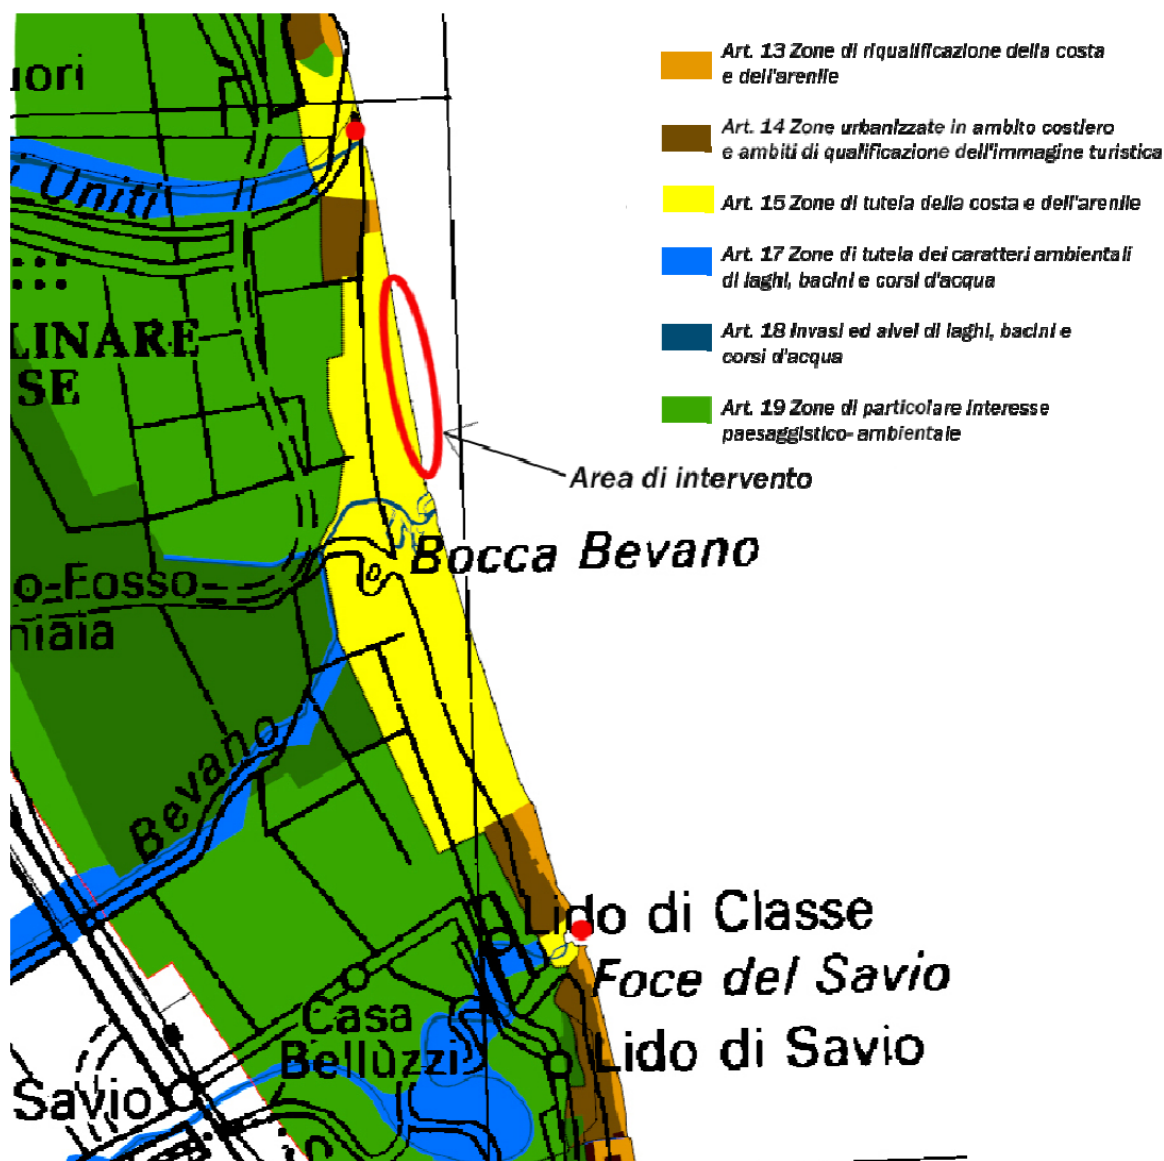 Art. 13 Zone di riqualificazione della costa
e dell'arenile
Art. 14 Zone urbanizzate in ambito costiero
e ambiti di qualificazione dell'immagine turistica
Art. 15 Zone di tutela della costa e dell'arenile
Art. 17 Zone di tutela dei caratteri ambientali
di laghi, bacini e corsi d'acqua
Art. 18 Invasi ed alvei di laghi, bacini e
corsi d'acqua
Art. 19 Zone di particolare interesse
paesaggistico-ambientale
Area di intervento
Uniti
LINARE
SE
Bocca Bevano
o-Fosso
Bevano
Lido di Classe
Foce del Savio
Casa
Belluzzi
Lido di Savio
Savio